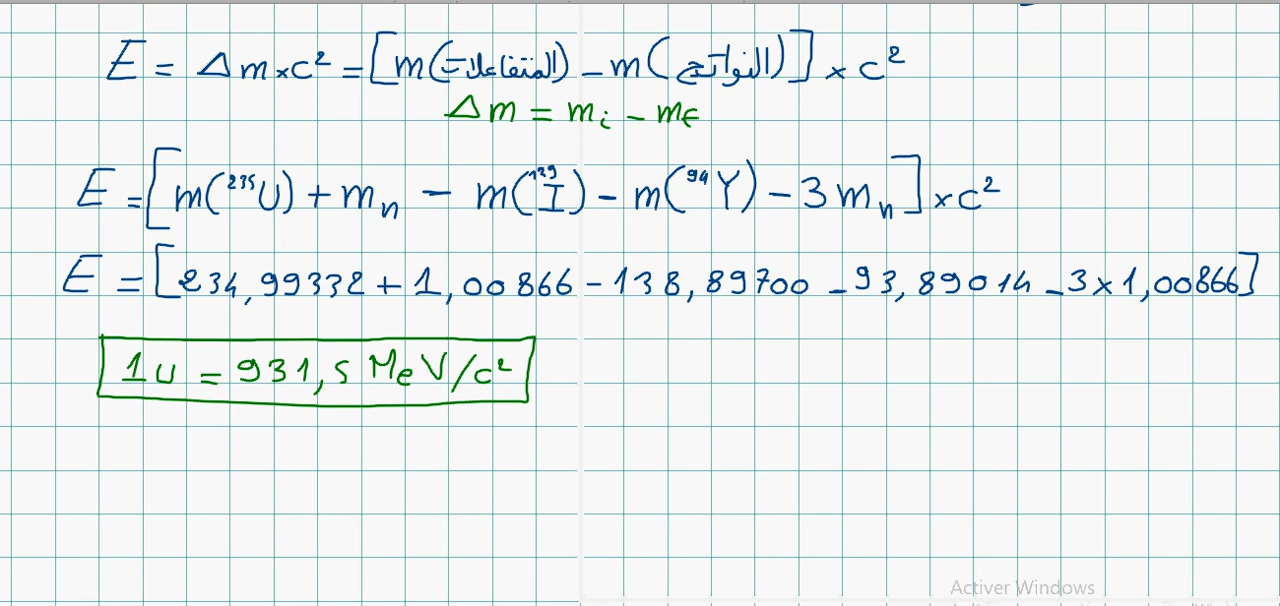 E = Δm×c² = [m(المتفاعلات) - m(النواتج)] × c²
Δm = mᵢ - m_f
E = [m(²³⁵U) + mₙ - m(¹³⁹I) - m(⁹⁴Y) - 3mₙ] × c²
E = [234,99332 + 1,00866 - 138,89700 - 93,89014 - 3×1,00866]
1u = 931,5 MeV/c²
Activer Windows